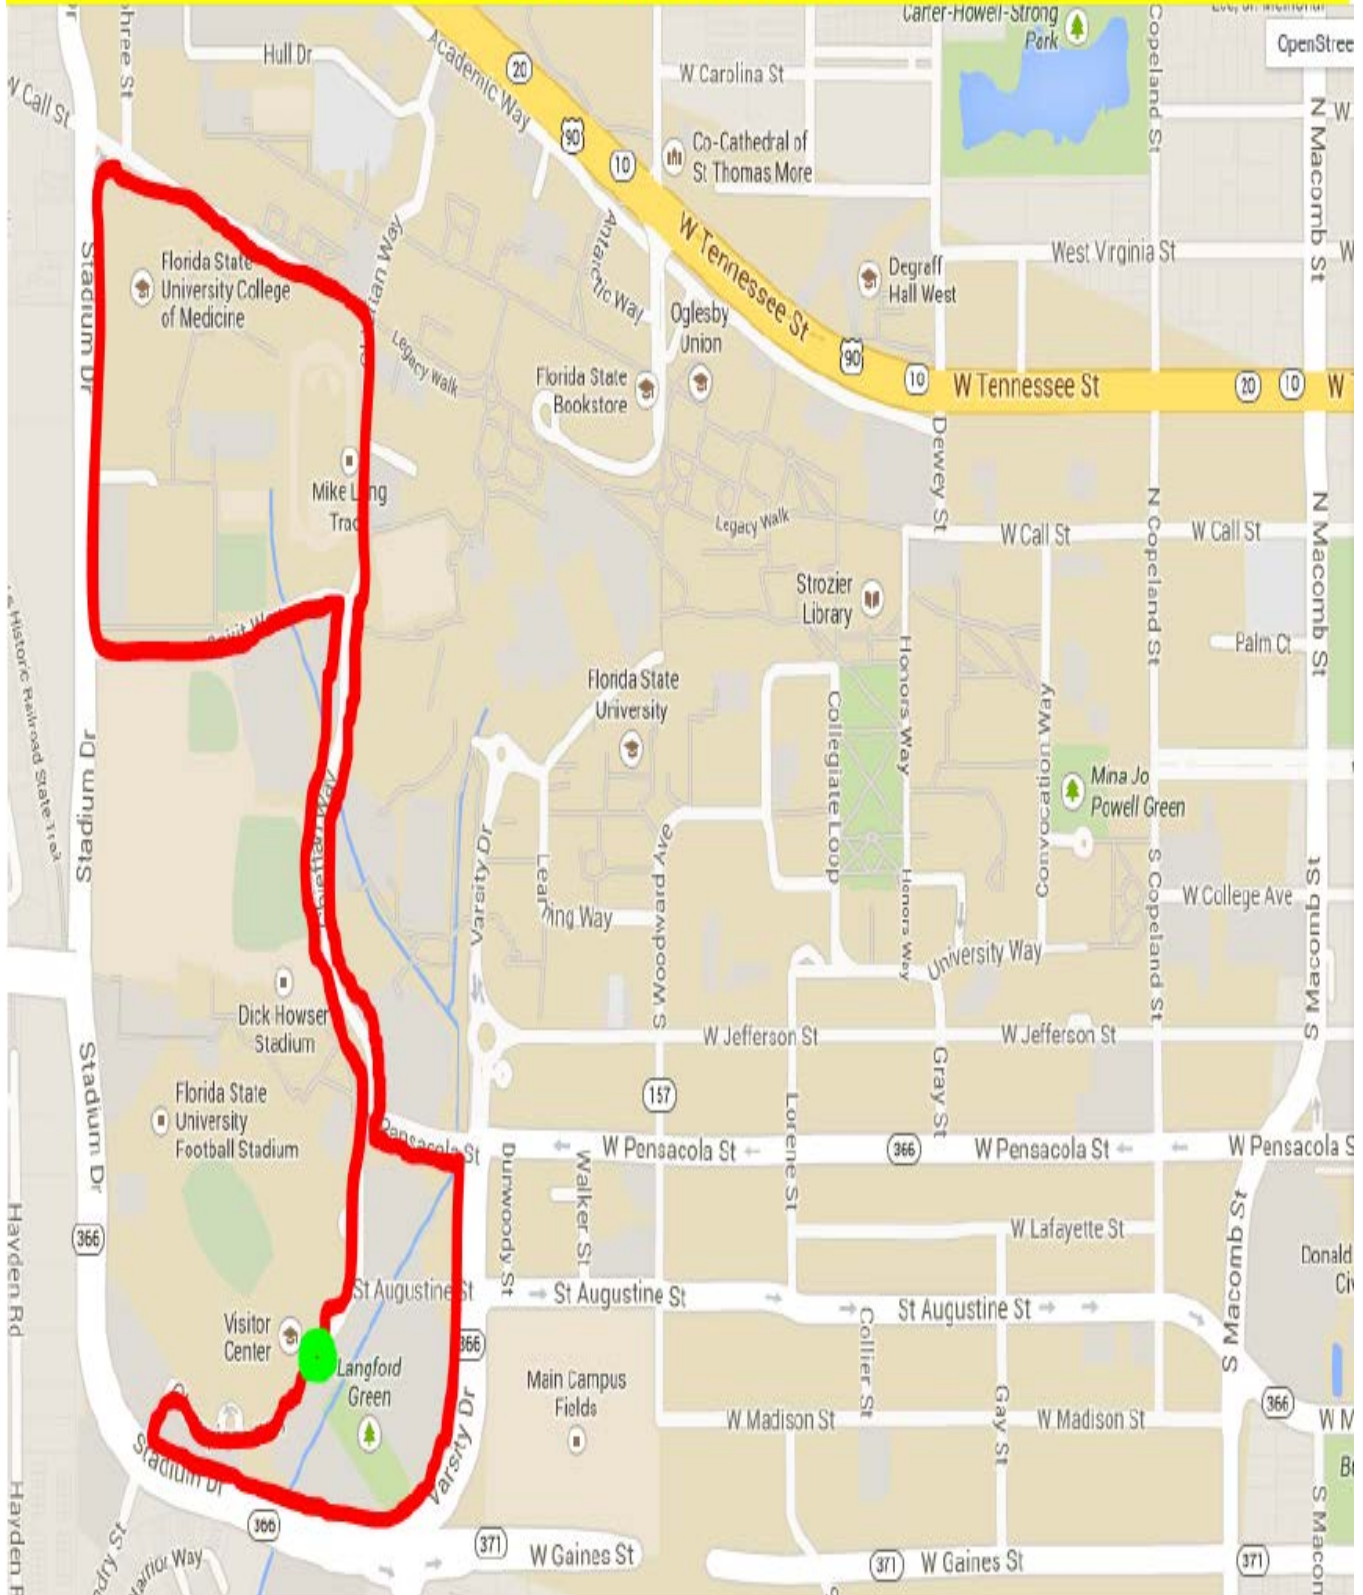 Carter-Howell-Strong
Park
OpenStree
Hull Dr
Academic Way
20
W Carolina St
Copeland St
W Call St
90
10
Co-Cathedral of
St Thomas More
N Macomb St
W
W Tennessee St
West Virginia St
W
Stadium Dr
Florida State
University College
of Medicine
Legacy Walk
Oglesby
Union
Degraff
Hall West
Florida State
Bookstore
90
10
W Tennessee St
20
10
W
Dewey St
Mike
Legacy Walk
W Call St
N Copeland St
W Call St
N Macomb St
Strozier
Library
Palm Ct
Historic Railroad State Trail
Stadium Dr
Florida State
University
Collegiate Loop
Honors Way
Convocation Way
Mina Jo
Powell Green
Varsity Dr
Learning Way
S Woodward Ave
Honors Way
University Way
S Copeland St
W College Ave
S Macomb St
Dick Howser
Stadium
W Jefferson St
W Jefferson St
Stadium Dr
Florida State
University
Football Stadium
157
Lorene St
Gray St
Pensacola St
W Pensacola St
366
W Pensacola St
W Pensacola S
Dunwoody St
Walker St
W Lafayette St
S Macomb St
Hayden Rd
366
St Augustine St
St Augustine St
St Augustine St
Donald
Civ
Visitor
Center
366
Langford
Green
Main Campus
Fields
Collier St
Gay St
366
W Madison St
W Madison St
W M
Stadium Dr
Varsity Dr
Hayden
366
371
W Gaines St
371
W Gaines St
371
S Macom